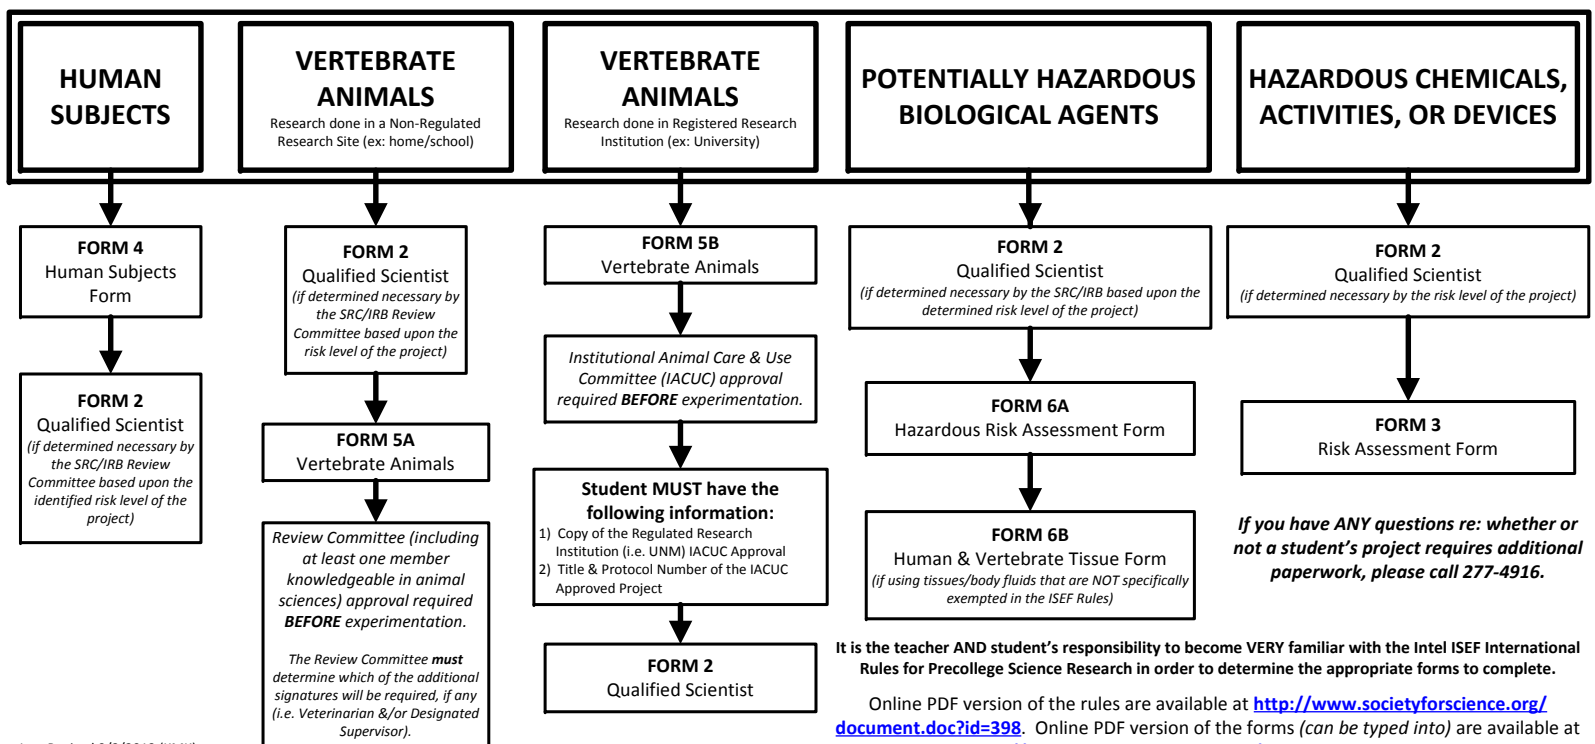 HUMAN
SUBJECTS
VERTEBRATE
ANIMALS
Research done in a Non-Regulated
Research Site (ex: home/school)
VERTEBRATE
ANIMALS
Research done in Registered Research
Institution (ex: University)
POTENTIALLY HAZARDOUS
BIOLOGICAL AGENTS
HAZARDOUS CHEMICALS,
ACTIVITIES, OR DEVICES
FORM 4
Human Subjects
Form
FORM 2
Qualified Scientist
(if determined necessary by
the SRC/IRB Review
Committee based upon the
identified risk level of the
project)
FORM 2
Qualified Scientist
(if determined necessary by
the SRC/IRB Review
Committee based upon the
risk level of the project)
FORM 5A
Vertebrate Animals
Review Committee (including
at least one member
knowledgeable in animal
sciences) approval required
BEFORE experimentation.
The Review Committee must
determine which of the additional
signatures will be required, if any
(i.e. Veterinarian &/or Designated
Supervisor).
FORM 5B
Vertebrate Animals
Institutional Animal Care & Use
Committee (IACUC) approval
required BEFORE experimentation.
Student MUST have the
following information:
1) Copy of the Regulated Research
Institution (i.e. UNM) IACUC Approval
2) Title & Protocol Number of the IACUC
Approved Project
FORM 2
Qualified Scientist
FORM 2
Qualified Scientist
(if determined necessary by the SRC/IRB based upon the
determined risk level of the project)
FORM 6A
Hazardous Risk Assessment Form
FORM 6B
Human & Vertebrate Tissue Form
(if using tissues/body fluids that are NOT specifically
exempted in the ISEF Rules)
FORM 2
Qualified Scientist
(if determined necessary by the risk level of the project)
FORM 3
Risk Assessment Form
If you have ANY questions re: whether or
not a student's project requires additional
paperwork, please call 277-4916.
It is the teacher AND student's responsibility to become VERY familiar with the Intel ISEF International
Rules for Precollege Science Research in order to determine the appropriate forms to complete.
Online PDF version of the rules are available at http://www.societyforscience.org/
document.doc?id=398. Online PDF version of the forms (can be typed into) are available at